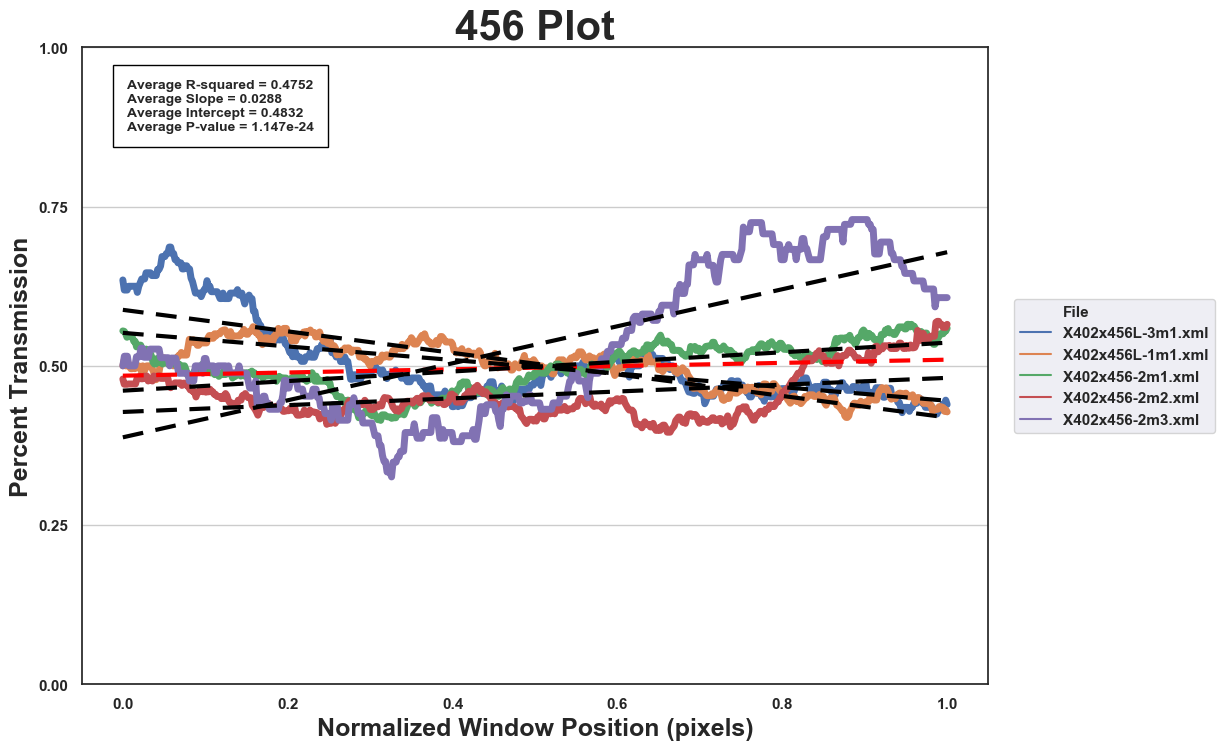 456 Plot
1.00
0.75
0.50
0.25
0.00
Percent Transmission
Average R-squared = 0.4752
Average Slope = 0.0288
Average Intercept = 0.4832
Average P-value = 1.147e-24
0.0 0.2 0.4 0.6 0.8 1.0
Normalized Window Position (pixels)
File
X402x456L-3m1.xml
X402x456L-1m1.xml
X402x456-2m1.xml
X402x456-2m2.xml
X402x456-2m3.xml